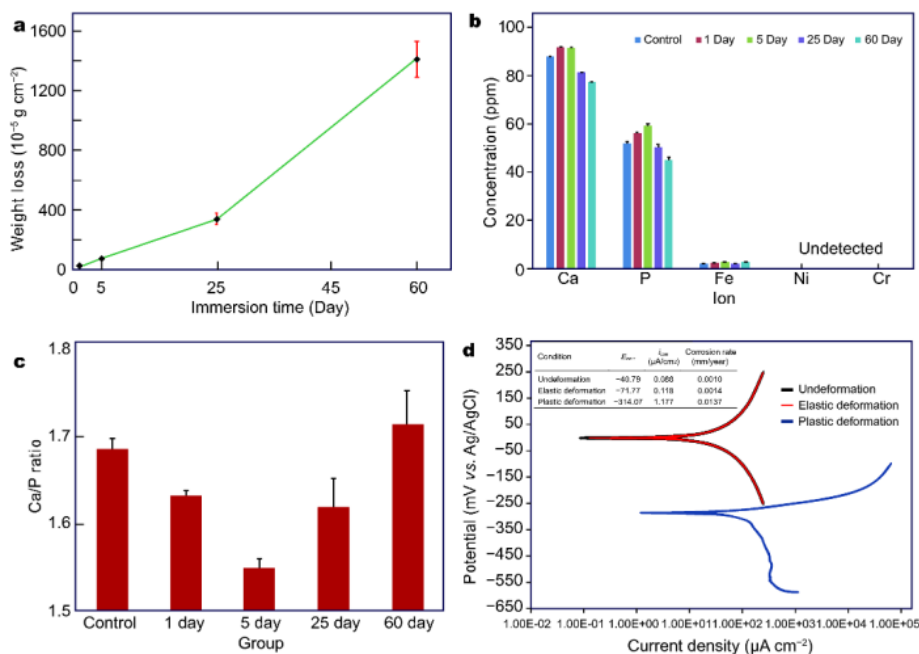 a
Weight loss (10⁻⁵ g cm⁻²)
1600
1400
1000
800
400
200
0
0 5 25 45 60
Immersion time (Day)
b
Control 1 Day 5 Day 25 Day 60 Day
Concentration (ppm)
100
80
60
40
20
0
Undetected
Ca P Fe Ni Cr
Ion
c
Ca/P ratio
1.8
1.7
1.6
1.5
Control 1 day 5 day 25 day 60 day
Group
d
Condition (μA/cm²) Corrosion rate (mm/year)
Undeformation −40.79 0.088 0.0010
Elastic deformation −71.77 0.118 0.0014
Plastic deformation −314.07 1.177 0.0137
Undeformation
Elastic deformation
Plastic deformation
Potential (mV vs. Ag/AgCl)
350
250
150
50
−50
−150
−250
−350
−450
−550
−650
1.00E-02 1.00E-01 1.00E+00 1.00E+011 1.00E+02 1.00E+03 1.00E+04 1.00E+05
Current density (μA cm⁻²)